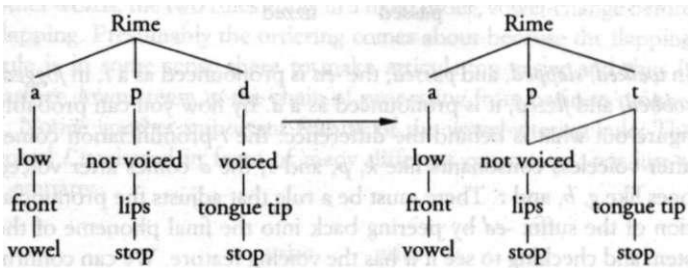 Rime Rime
a p d a p t
low not voiced voiced low not voiced
front lips tongue tip front lips tongue tip
vowel stop stop vowel stop stop